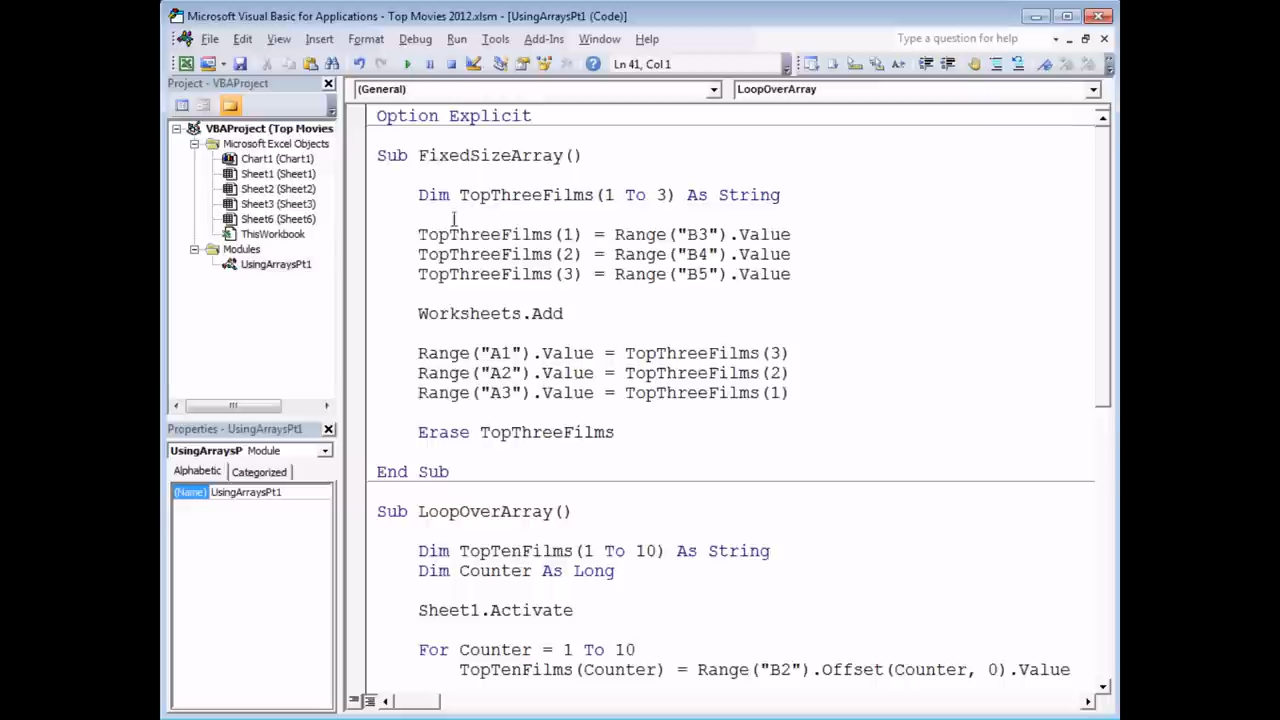 Microsoft Visual Basic for Applications - Top Movies 2012.xlsm - [UsingArraysPt1 (Code)]
File Edit View Insert Format Debug Run Tools Add-Ins Window Help Type a question for help
Ln 41, Col 1
Project - VBAProject
(General) LoopOverArray
VBAProject (Top Movies
Microsoft Excel Objects
Chart1 (Chart1)
Sheet1 (Sheet1)
Sheet2 (Sheet2)
Sheet3 (Sheet3)
Sheet6 (Sheet6)
ThisWorkbook
Modules
UsingArraysPt1
Properties - UsingArraysPt1
UsingArraysP Module
Alphabetic Categorized
(Name) UsingArraysPt1
Option Explicit
Sub FixedSizeArray()
Dim TopThreeFilms(1 To 3) As String
TopThreeFilms(1) = Range("B3").Value
TopThreeFilms(2) = Range("B4").Value
TopThreeFilms(3) = Range("B5").Value
Worksheets.Add
Range("A1").Value = TopThreeFilms(3)
Range("A2").Value = TopThreeFilms(2)
Range("A3").Value = TopThreeFilms(1)
Erase TopThreeFilms
End Sub
Sub LoopOverArray()
Dim TopTenFilms(1 To 10) As String
Dim Counter As Long
Sheet1.Activate
For Counter = 1 To 10
TopTenFilms(Counter) = Range("B2").Offset(Counter, 0).Value